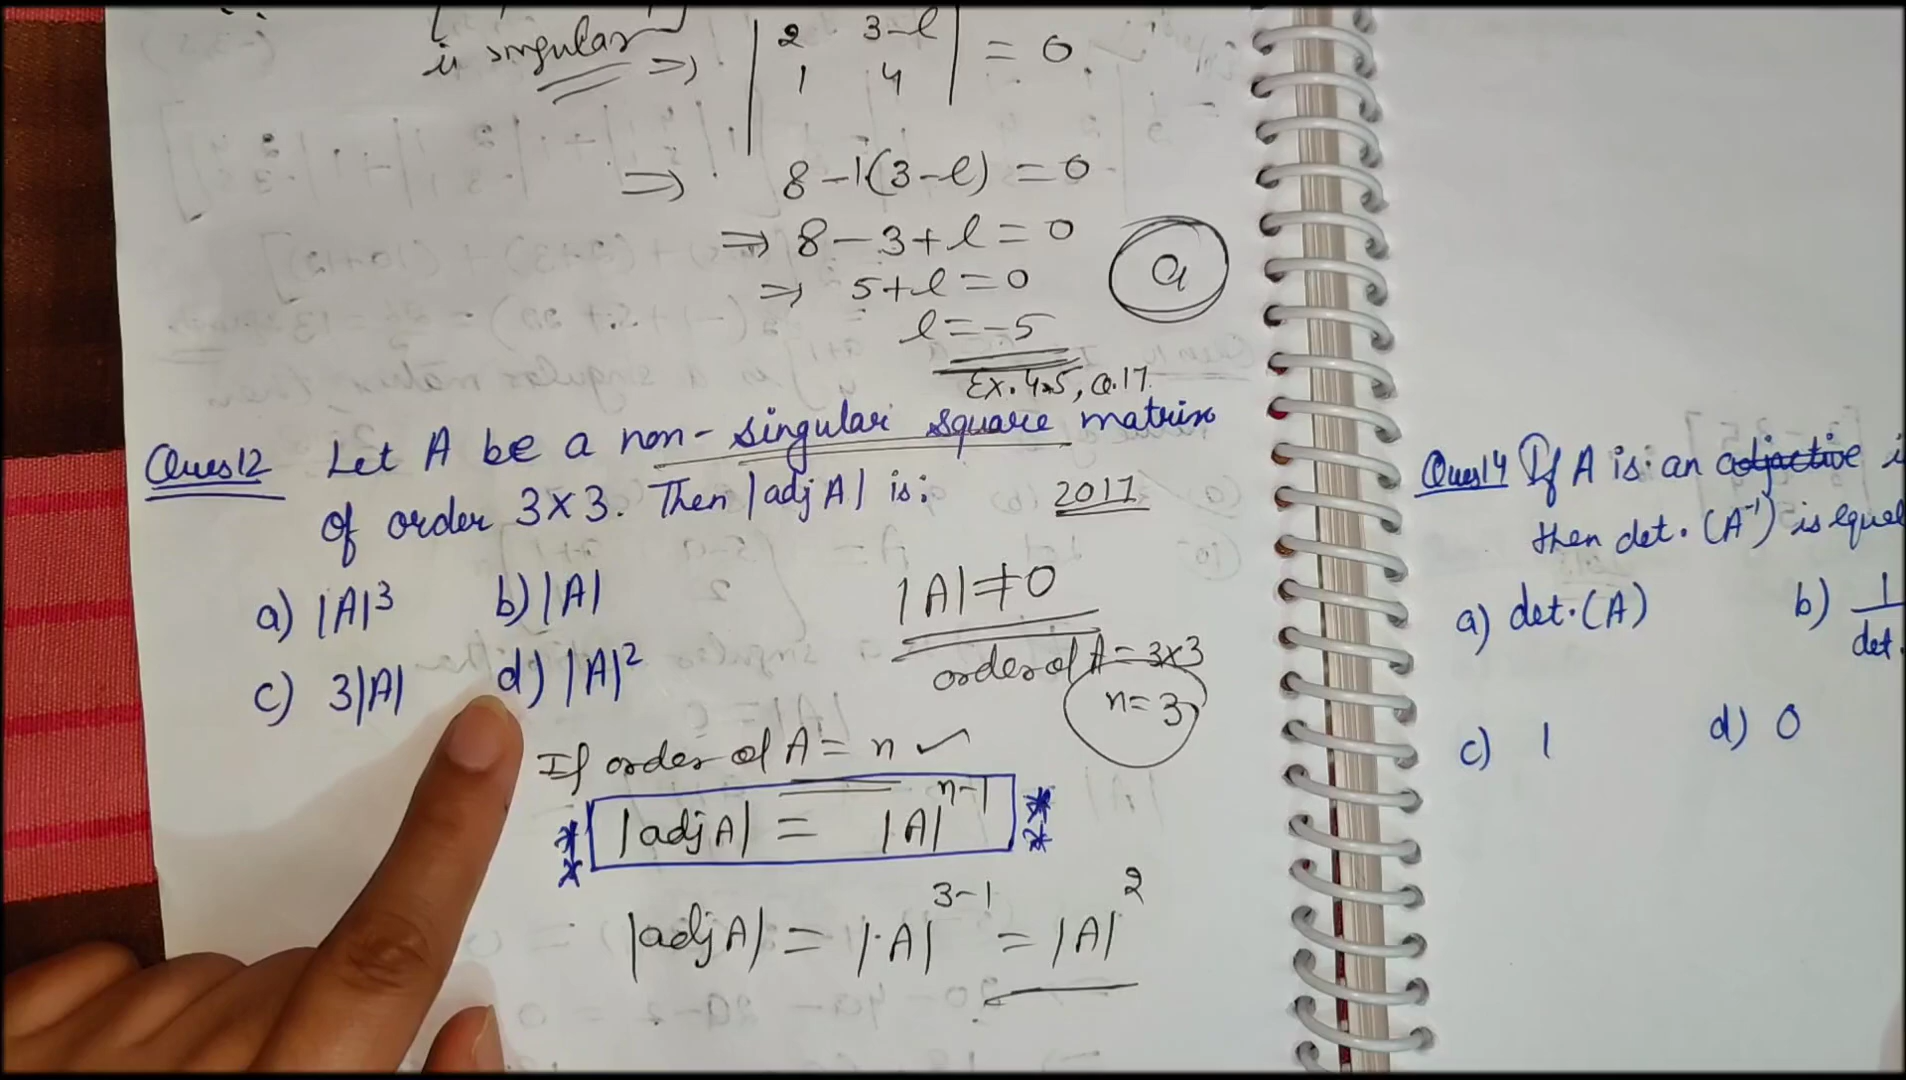 is singular ⇒ | 2 3-l |
| 1 4 | = 0
⇒ 8-1(3-l) = 0
⇒ 8-3+l = 0
⇒ 5+l = 0
l = -5
a
Ex. 4.5, Q.17
Ques12 Let A be a non-singular square matrix
of order 3×3. Then |adj A| is: 2017
a) |A|³ b) |A|
c) 3|A| d) |A|²
|A| ≠ 0
order of A = 3×3
n = 3
If order of A = n ✓
|adj A| = |A|ⁿ⁻¹
|adj A| = |A|³⁻¹ = |A|²
Ques14 If A is an adjective
then det. (A⁻¹) is equal
a) det.(A) b) 1/det.
c) 1 d) 0